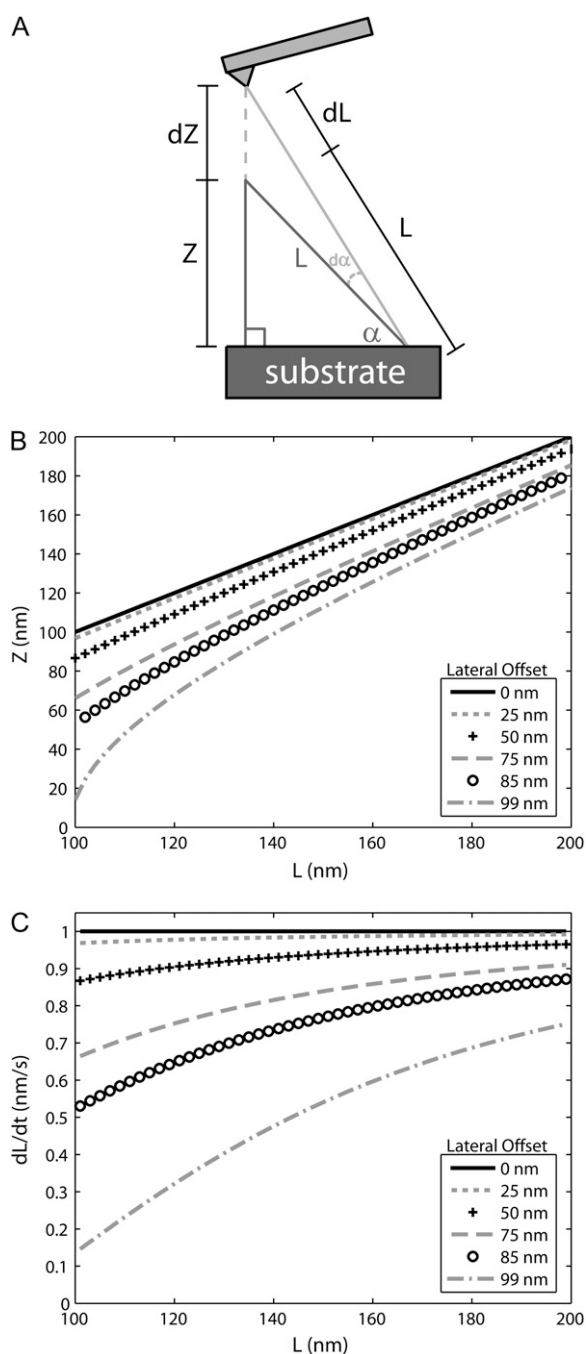 A
dZ
dL
Z
L
L
dα
α
substrate
B
200
180
160
140
120
100
80
60
40
20
0
Z (nm)
Lateral Offset
0 nm
25 nm
50 nm
75 nm
85 nm
99 nm
100 120 140 160 180 200
L (nm)
C
1
0.9
0.8
0.7
0.6
0.5
0.4
0.3
0.2
0.1
0
dL/dt (nm/s)
Lateral Offset
0 nm
25 nm
50 nm
75 nm
85 nm
99 nm
100 120 140 160 180 200
L (nm)